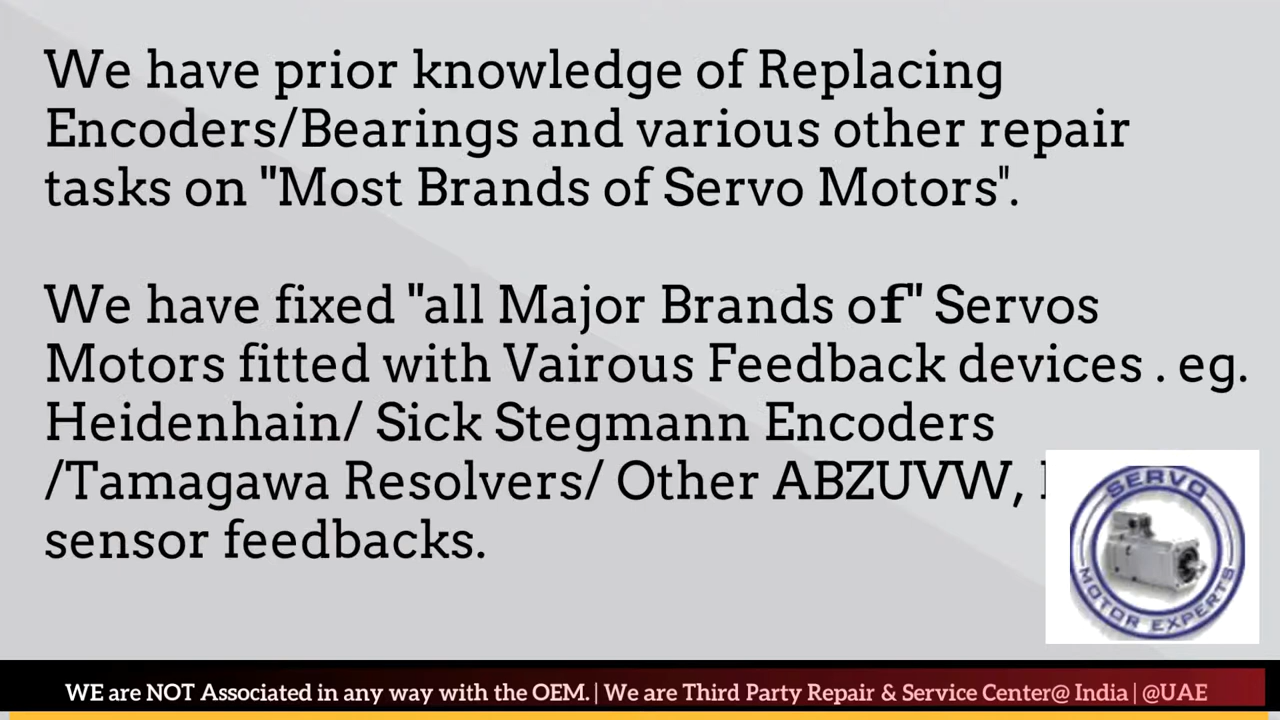 We have prior knowledge of Replacing
Encoders/Bearings and various other repair
tasks on "Most Brands of Servo Motors".
We have fixed "all Major Brands of" Servos
Motors fitted with Vairous Feedback devices . eg.
Heidenhain/ Sick Stegmann Encoders
/Tamagawa Resolvers/ Other ABZUVW,
sensor feedbacks.
SERVO
MOTOR EXPERTS
WE are NOT Associated in any way with the OEM. | We are Third Party Repair & Service Center@ India | @UAE